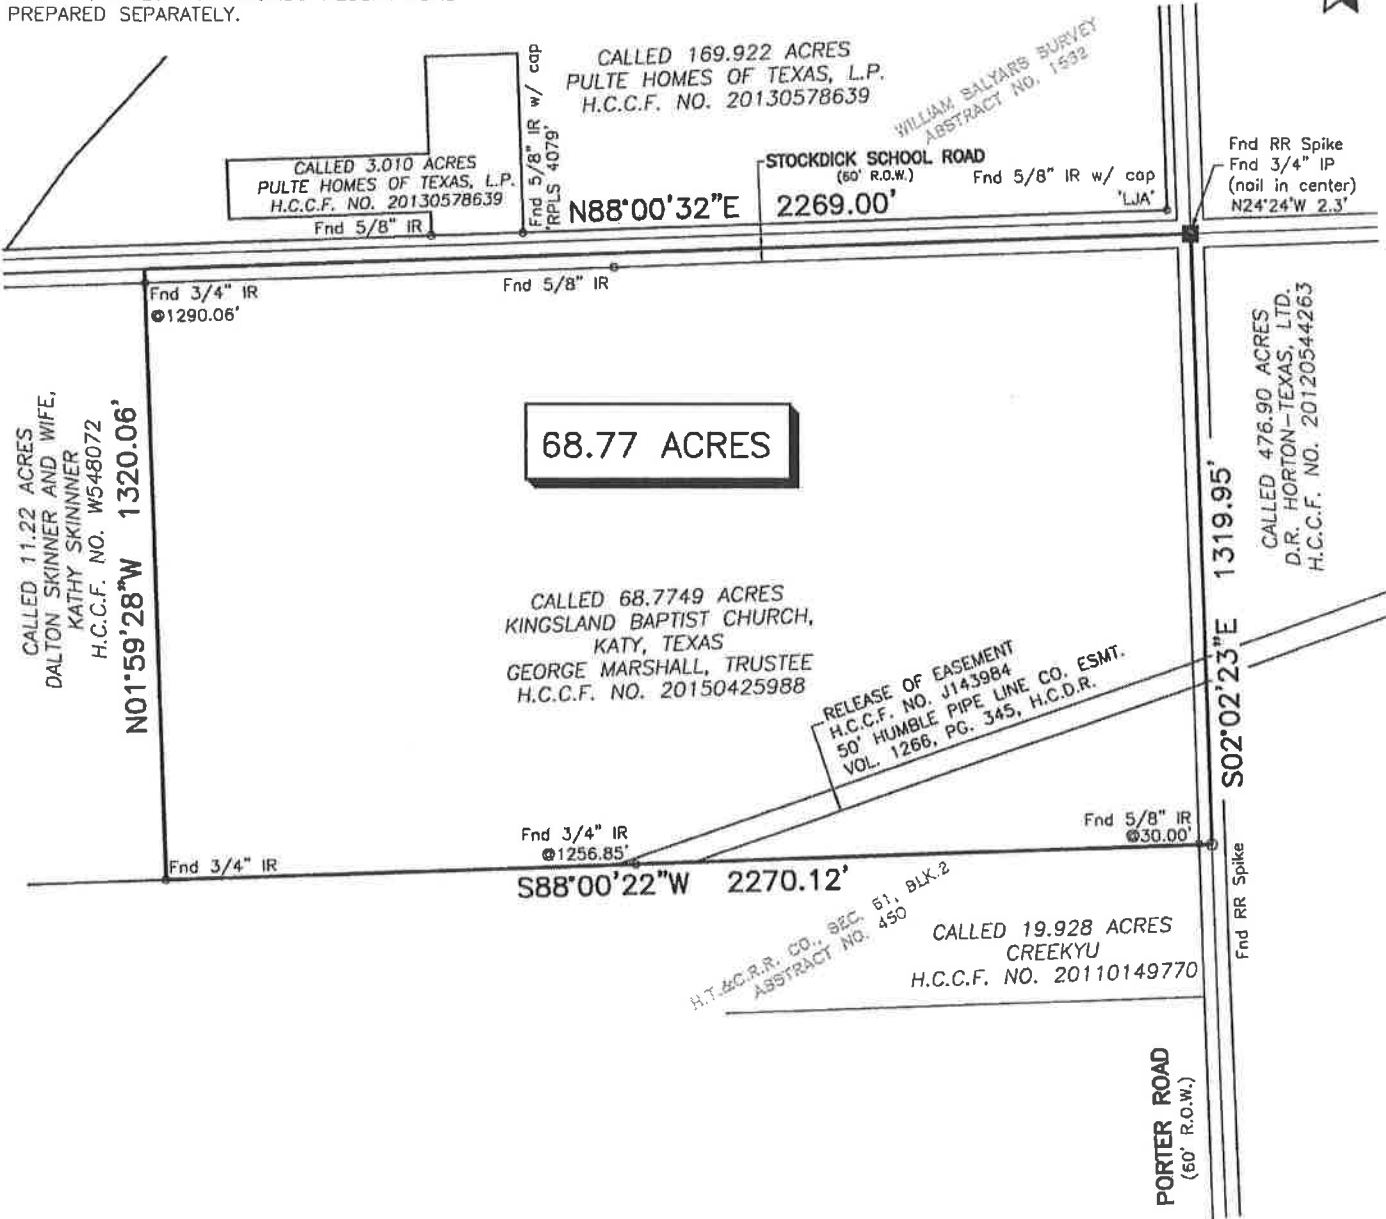 PREPARED SEPARATELY.
CALLED 169.922 ACRES
PULTE HOMES OF TEXAS, L.P.
H.C.C.F. NO. 20130578639
WILLIAM SALYARS SURVEY
ABSTRACT NO. 1532
Fnd 5/8" IR w/ cap
'RPLS 4079'
CALLED 3.010 ACRES
PULTE HOMES OF TEXAS, L.P.
H.C.C.F. NO. 20130578639
Fnd 5/8" IR
STOCKDICK SCHOOL ROAD
(60' R.O.W.)
Fnd 5/8" IR w/ cap
'LJA'
Fnd RR Spike
Fnd 3/4" IP
(nail in center)
N24°24'W 2.3'
N88°00'32"E 2269.00'
Fnd 3/4" IR
@1290.06'
Fnd 5/8" IR
CALLED 11.22 ACRES
DALTON SKINNER AND WIFE,
KATHY SKINNNER
H.C.C.F. NO. W548072
N01°59'28"W 1320.06'
68.77 ACRES
CALLED 476.90 ACRES
D.R. HORTON-TEXAS, LTD.
H.C.C.F. NO. 20120544263
S02°02'23"E 1319.95'
CALLED 68.7749 ACRES
KINGSLAND BAPTIST CHURCH,
KATY, TEXAS
GEORGE MARSHALL, TRUSTEE
H.C.C.F. NO. 20150425988
RELEASE OF EASEMENT
H.C.C.F. NO. J143984
50' HUMBLE PIPE LINE CO. ESMT.
VOL. 1266, PG. 345, H.C.D.R.
Fnd 3/4" IR
@1256.85'
Fnd 5/8" IR
@30.00'
Fnd 3/4" IR
S88°00'22"W 2270.12'
Fnd RR Spike
H.T.&C.R.R. CO., SEC. 61, BLK.2
ABSTRACT NO. 450
CALLED 19.928 ACRES
CREEKYU
H.C.C.F. NO. 20110149770
PORTER ROAD
(60' R.O.W.)